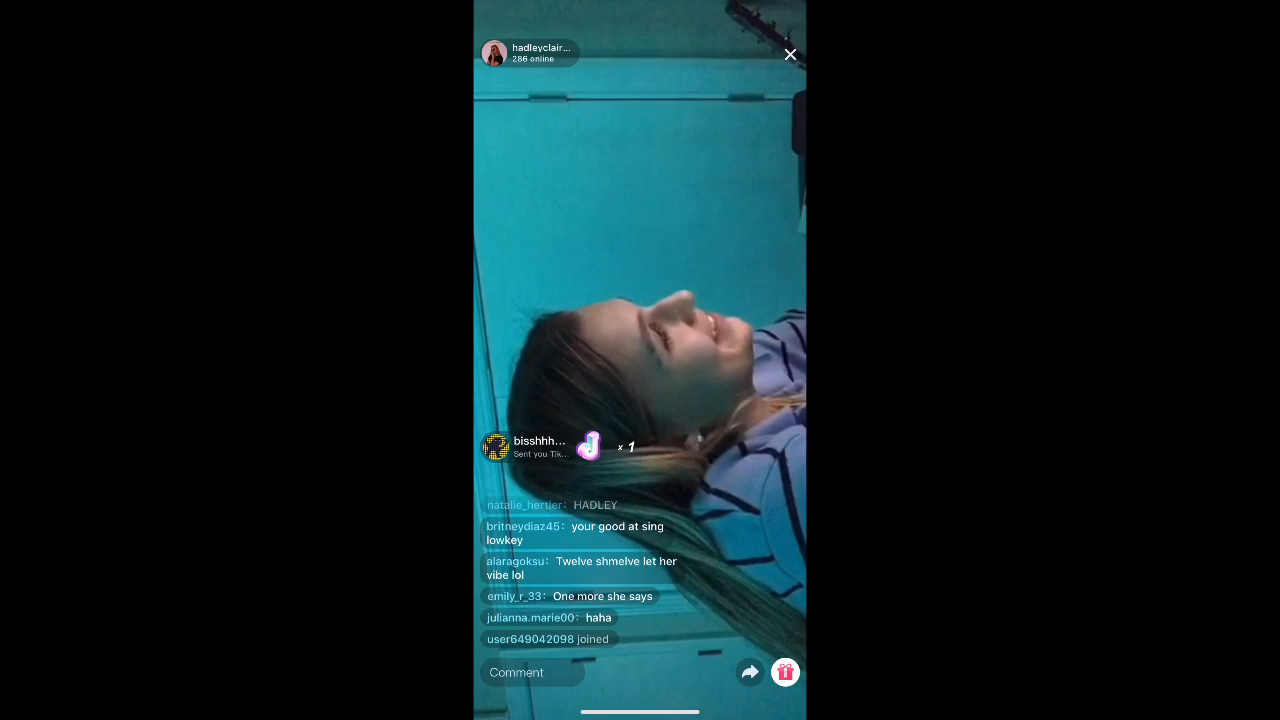 hadleyclair...
286 online
bisshhh...
Sent you Tik...
x 1
natalie_hertler: HADLEY
britneydiaz45: your good at sing
lowkey
alaragoksu: Twelve shmelve let her
vibe lol
emily_r_33: One more she says
julianna.marie00: haha
user649042098 joined
Comment